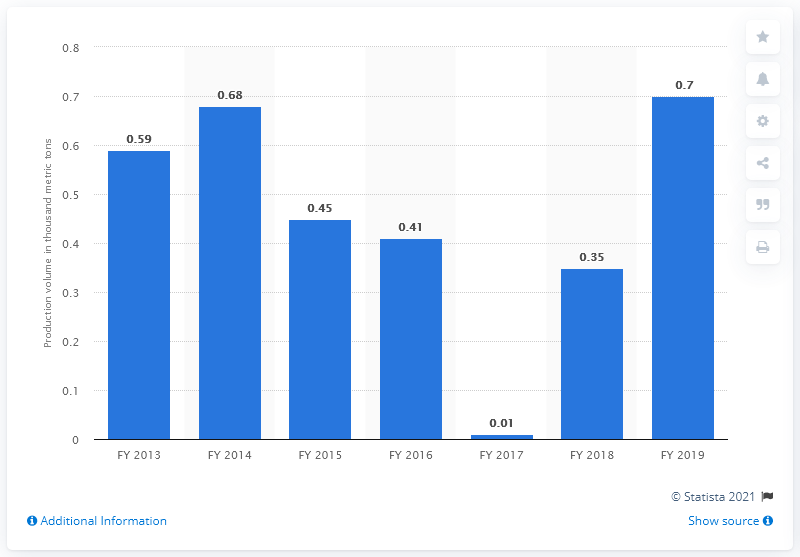 Production volume in thousand metric tons
0.8
0.7
0.6
0.5
0.4
0.3
0.2
0.1
0
0.59
0.68
0.45
0.41
0.01
0.35
0.7
FY 2013
FY 2014
FY 2015
FY 2016
FY 2017
FY 2018
FY 2019
© Statista 2021
Additional Information
Show source